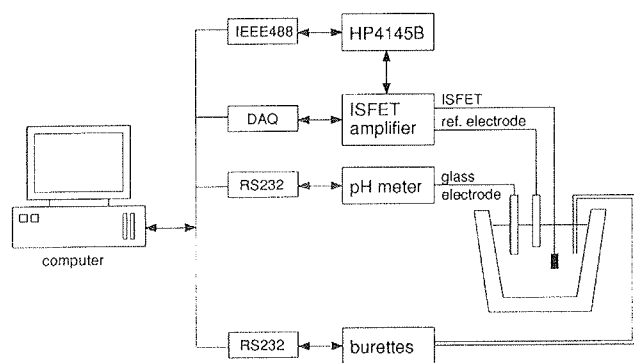 IEEE488
HP4145B
DAQ
ISFET
amplifier
ISFET
ref. electrode
RS232
pH meter
glass
electrode
computer
RS232
burettes